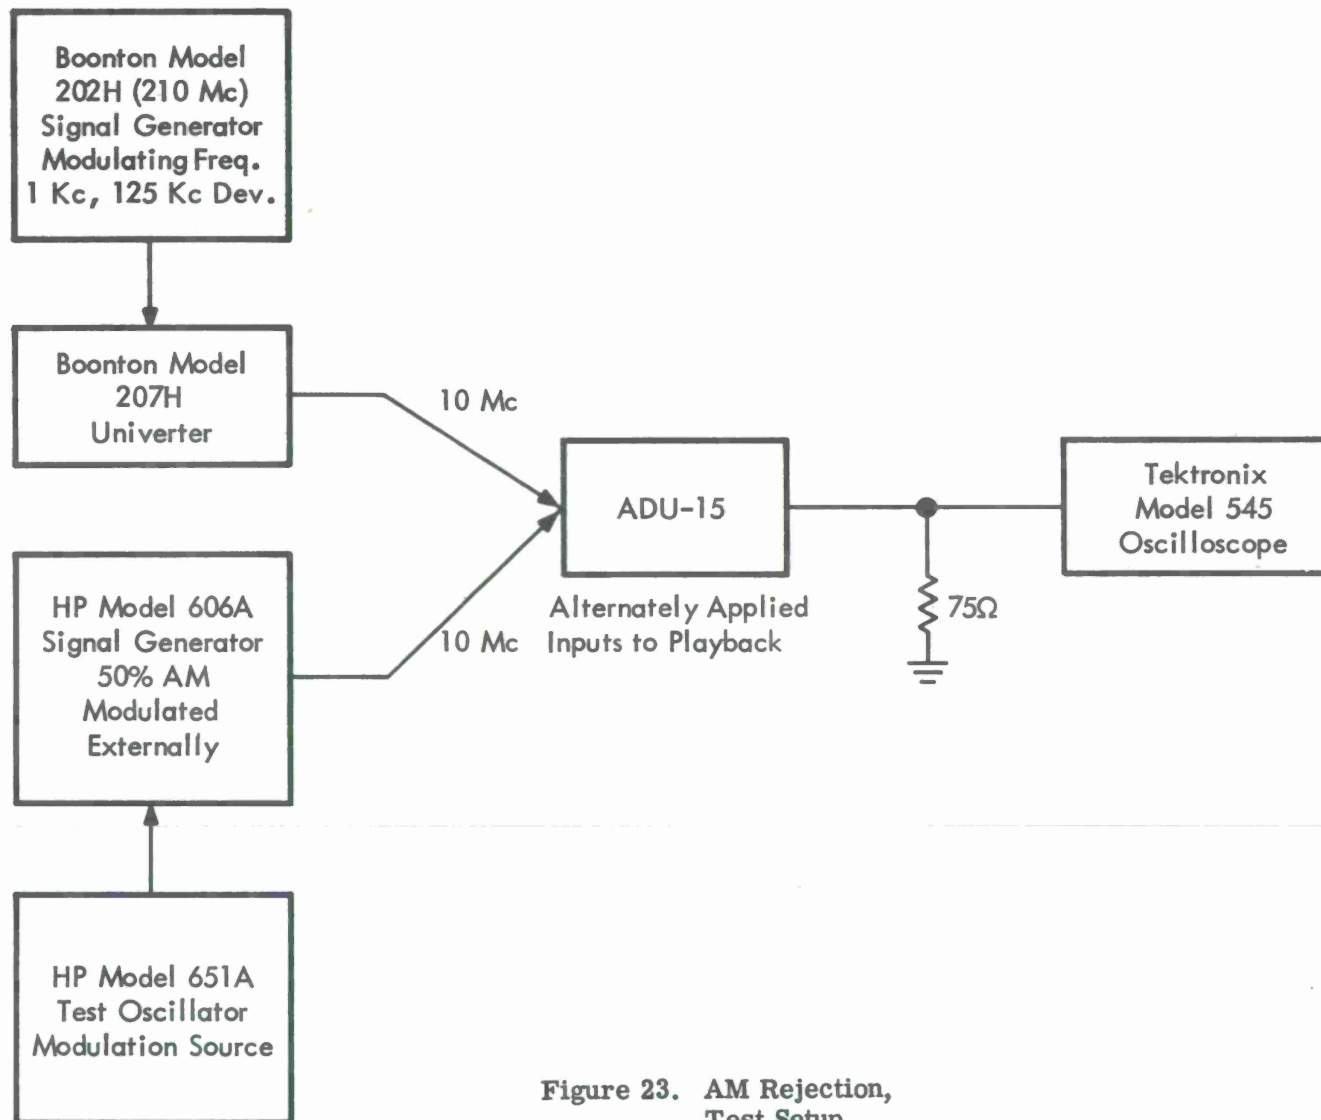 Boonton Model
202H (210 Mc)
Signal Generator
Modulating Freq.
1 Kc, 125 Kc Dev.
Boonton Model
207H
Univerter
10 Mc
HP Model 606A
Signal Generator
50% AM
Modulated
Externally
10 Mc
HP Model 651A
Test Oscillator
Modulation Source
ADU-15
Alternately Applied
Inputs to Playback
75Ω
Tektronix
Model 545
Oscilloscope
Figure 23. AM Rejection,
Test Setup